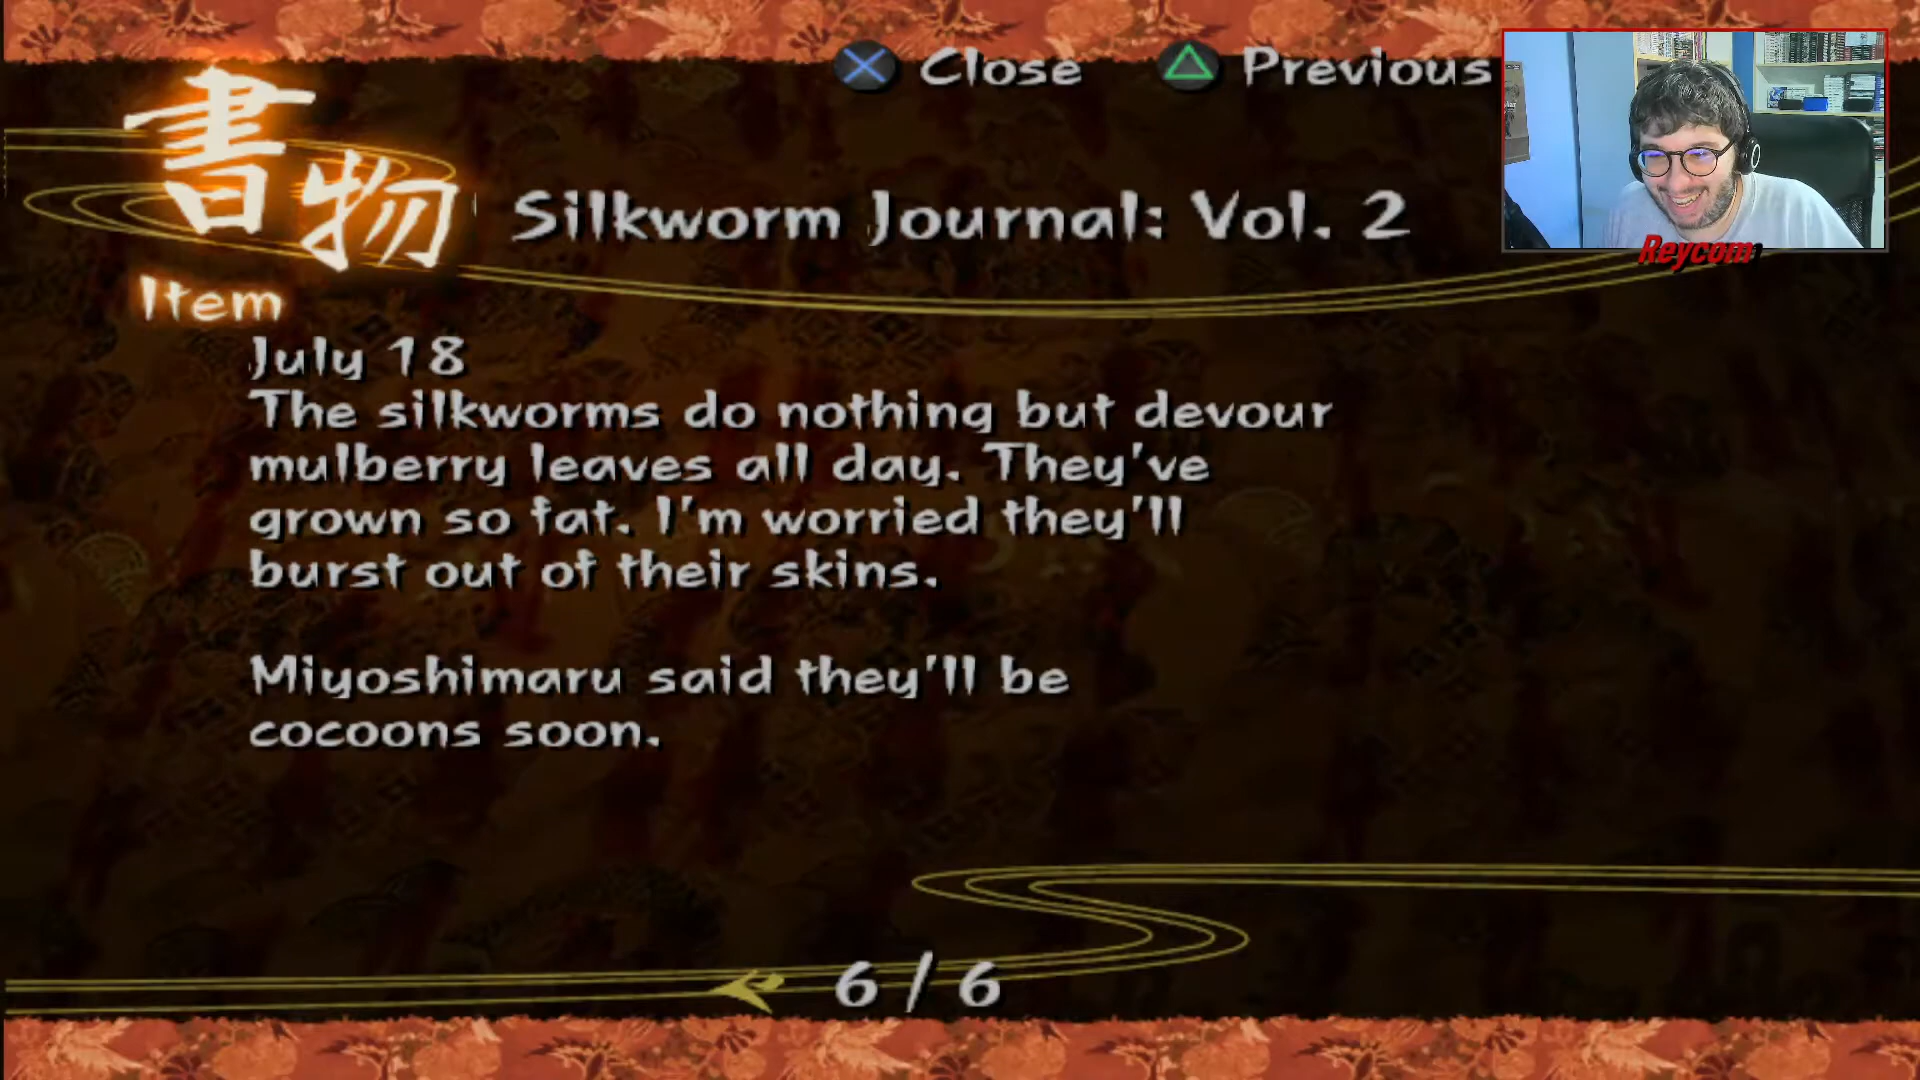 Close
Previous
書物
Silkworm Journal: Vol. 2
Reycom
Item
July 18
The silkworms do nothing but devour
mulberry leaves all day. They've
grown so fat. I'm worried they'll
burst out of their skins.
Miyoshimaru said they'll be
cocoons soon.
6 / 6